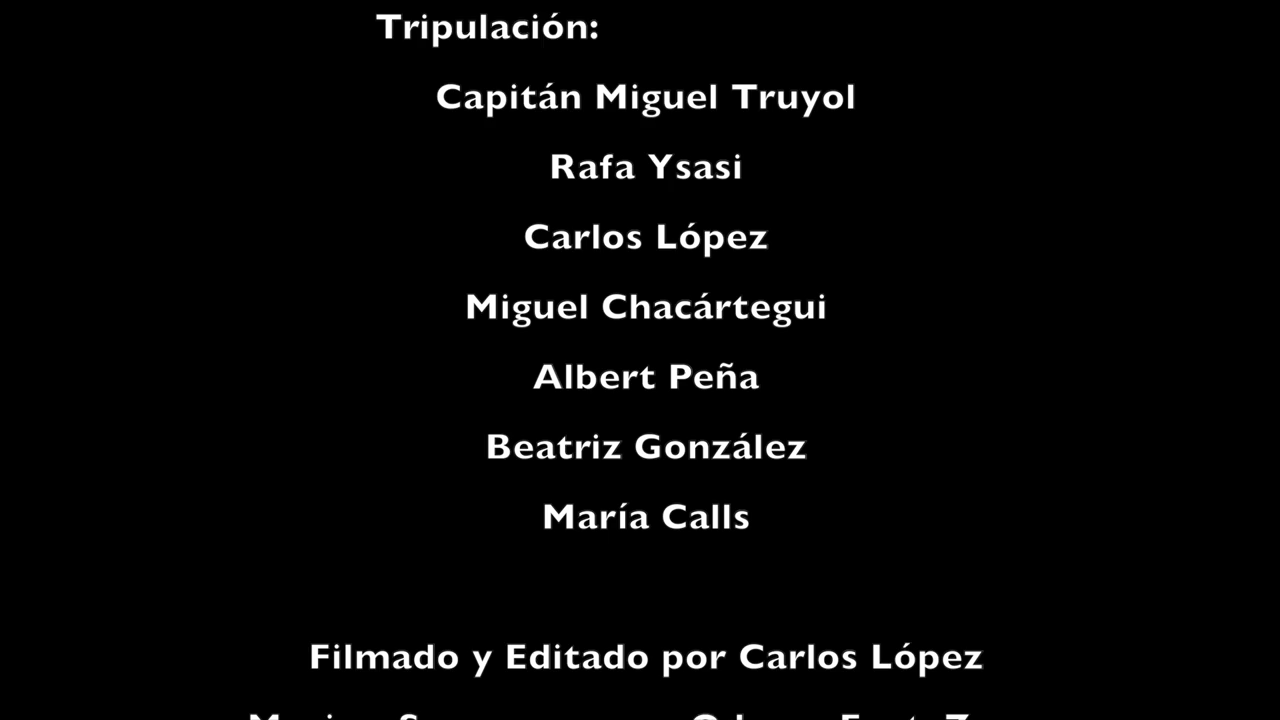 Tripulación:
Capitán Miguel Truyol
Rafa Ysasi
Carlos López
Miguel Chacártegui
Albert Peña
Beatriz González
María Calls
Filmado y Editado por Carlos López